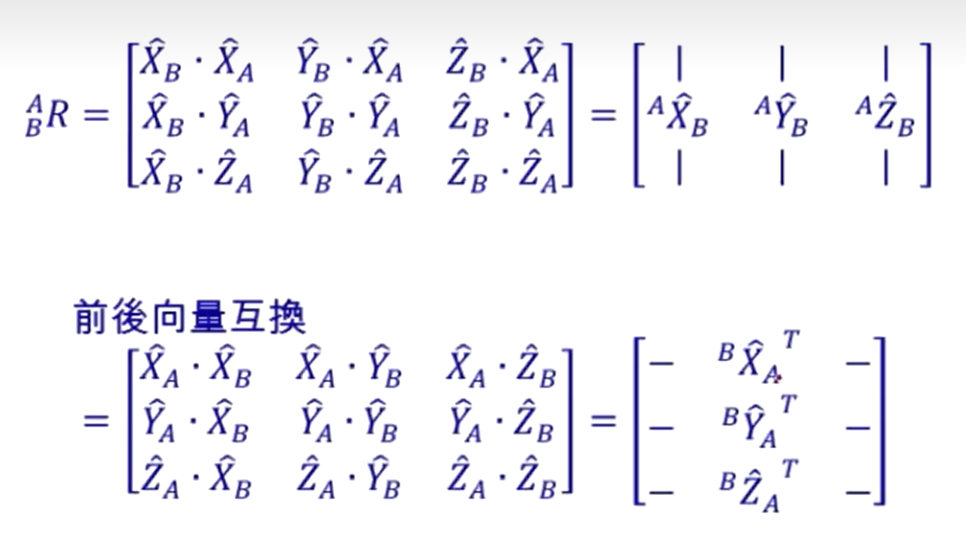 $^A_BR = \begin{bmatrix} \hat{X}_B \cdot \hat{X}_A & \hat{Y}_B \cdot \hat{X}_A & \hat{Z}_B \cdot \hat{X}_A \\ \hat{X}_B \cdot \hat{Y}_A & \hat{Y}_B \cdot \hat{Y}_A & \hat{Z}_B \cdot \hat{Y}_A \\ \hat{X}_B \cdot \hat{Z}_A & \hat{Y}_B \cdot \hat{Z}_A & \hat{Z}_B \cdot \hat{Z}_A \end{bmatrix} = \begin{bmatrix} | & | & | \\ ^A\hat{X}_B & ^A\hat{Y}_B & ^A\hat{Z}_B \\ | & | & | \end{bmatrix}$
前後向量互換
$= \begin{bmatrix} \hat{X}_A \cdot \hat{X}_B & \hat{X}_A \cdot \hat{Y}_B & \hat{X}_A \cdot \hat{Z}_B \\ \hat{Y}_A \cdot \hat{X}_B & \hat{Y}_A \cdot \hat{Y}_B & \hat{Y}_A \cdot \hat{Z}_B \\ \hat{Z}_A \cdot \hat{X}_B & \hat{Z}_A \cdot \hat{Y}_B & \hat{Z}_A \cdot \hat{Z}_B \end{bmatrix} = \begin{bmatrix} - & ^B\hat{X}_A{}^T & - \\ - & ^B\hat{Y}_A{}^T & - \\ - & ^B\hat{Z}_A{}^T & - \end{bmatrix}$